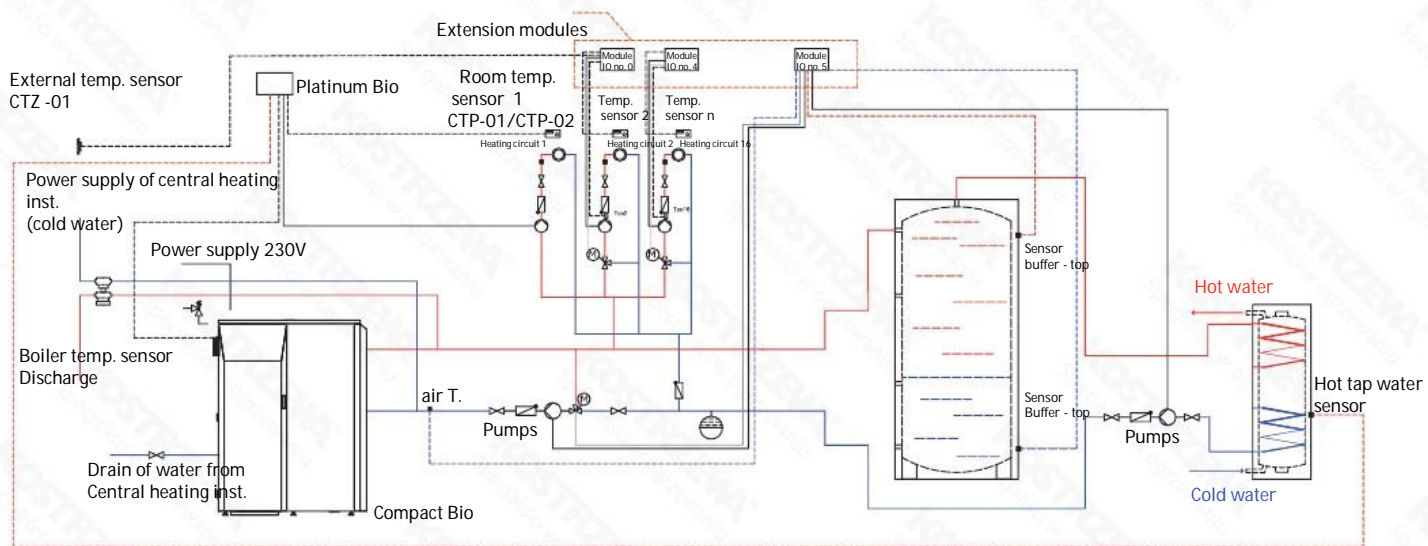 Extension modules
Module
IO no. 0
Module
IO no. 4
Module
IO no. 5
External temp. sensor
CTZ -01
Platinum Bio
Room temp.
sensor 1
CTP-01/CTP-02
Temp.
sensor 2
Temp.
sensor n
Heating circuit 1
Heating circuit 2
Heating circuit 16
Power supply of central heating
inst.
(cold water)
Power supply 230V
M
M
Sensor
buffer - top
Hot water
Boiler temp. sensor
Discharge
air T.
M
Pumps
Sensor
Buffer - top
Pumps
Hot tap water
sensor
Drain of water from
Central heating inst.
Compact Bio
Cold water
KOSTRZEWA